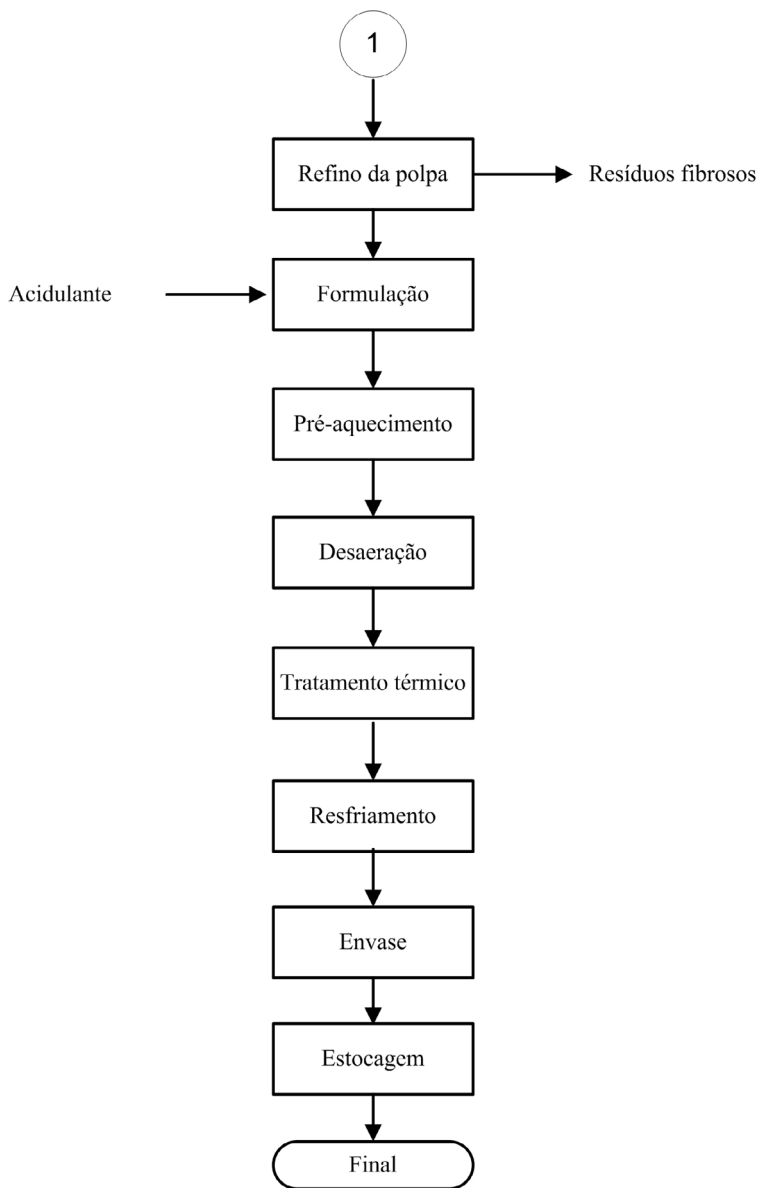 1
Refino da polpa
Resíduos fibrosos
Acidulante
Formulação
Pré-aquecimento
Desaeração
Tratamento térmico
Resfriamento
Envase
Estocagem
Final